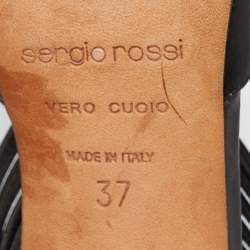 sergio rossi
VERO CUOIO
MADE IN ITALY
37